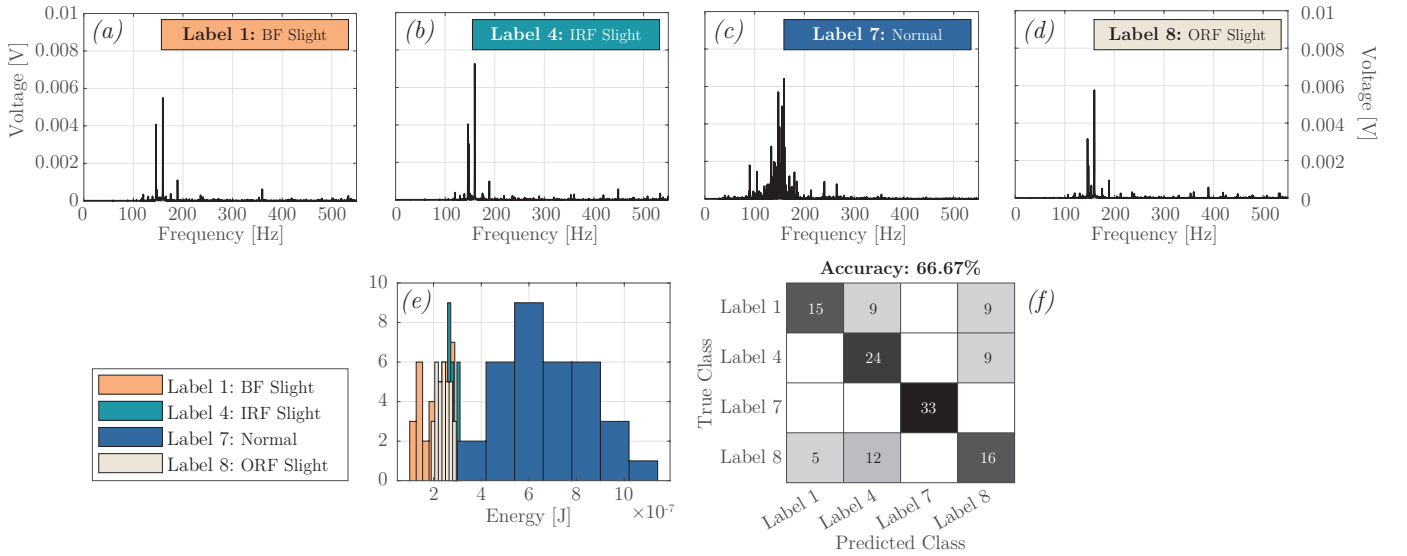 (a) Label 1: BF Slight
(b) Label 4: IRF Slight
(c) Label 7: Normal
(d) Label 8: ORF Slight
Voltage [V]
0.01
0.008
0.006
0.004
0.002
0
0 100 200 300 400 500
Frequency [Hz]
0 100 200 300 400 500
Frequency [Hz]
0 100 200 300 400 500
Frequency [Hz]
0 100 200 300 400 500
Frequency [Hz]
0.01
0.008
0.006
0.004
0.002
0
Voltage [V]
Label 1: BF Slight
Label 4: IRF Slight
Label 7: Normal
Label 8: ORF Slight
(e)
10
8
6
4
2
0
2 4 6 8 10
Energy [J]
×10⁻⁷
Accuracy: 66.67%
(f)
True Class
Label 1 15 9 9
Label 4 24 9
Label 7 33
Label 8 5 12 16
Label 1 Label 4 Label 7 Label 8
Predicted Class